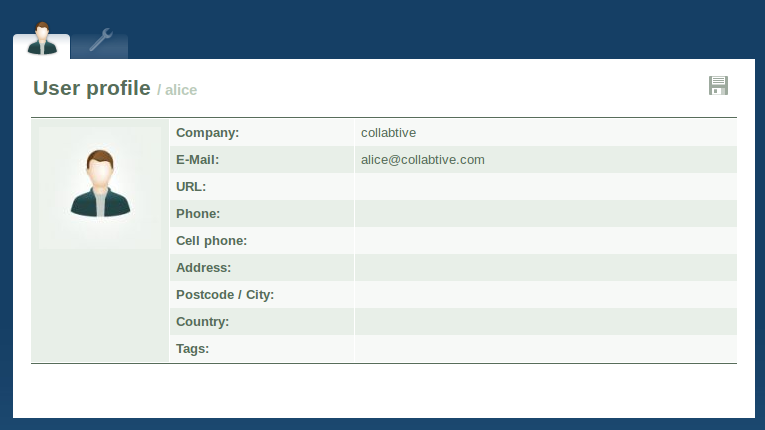 User profile / alice
Company: collabtive
E-Mail: alice@collabtive.com
URL:
Phone:
Cell phone:
Address:
Postcode / City:
Country:
Tags: